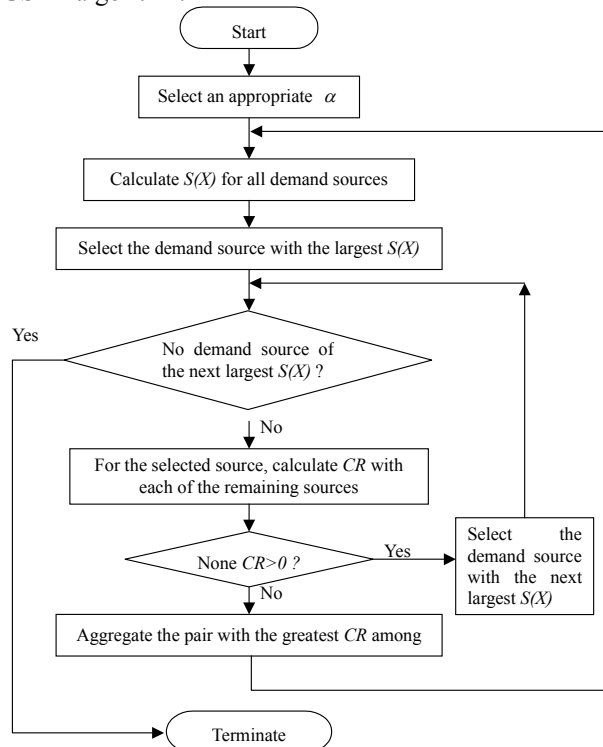 Start
Select an appropriate α
Calculate S(X) for all demand sources
Select the demand source with the largest S(X)
Yes
No demand source of
the next largest S(X) ?
No
For the selected source, calculate CR with
each of the remaining sources
None CR>0 ?
Yes
Select the
demand source
with the next
largest S(X)
No
Aggregate the pair with the greatest CR among
Terminate